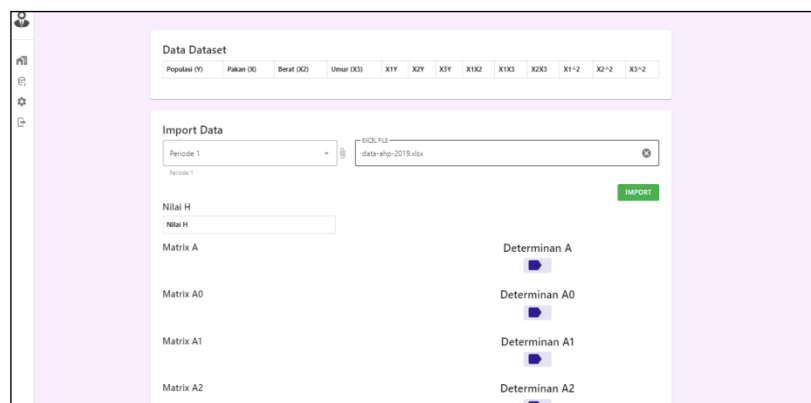 Data Dataset
Populasi (Y) Pakan (X) Berat (X2) Umur (X3) X1Y X2Y X3Y X1X2 X1X3 X2X3 X1^2 X2^2 X3^2
Import Data
EXCEL FILE
Periode 1 data-ahp-2019.xlsx
Periode 1
IMPORT
Nilai H
Nilai H
Matrix A Determinan A
Matrix A0 Determinan A0
Matrix A1 Determinan A1
Matrix A2 Determinan A2